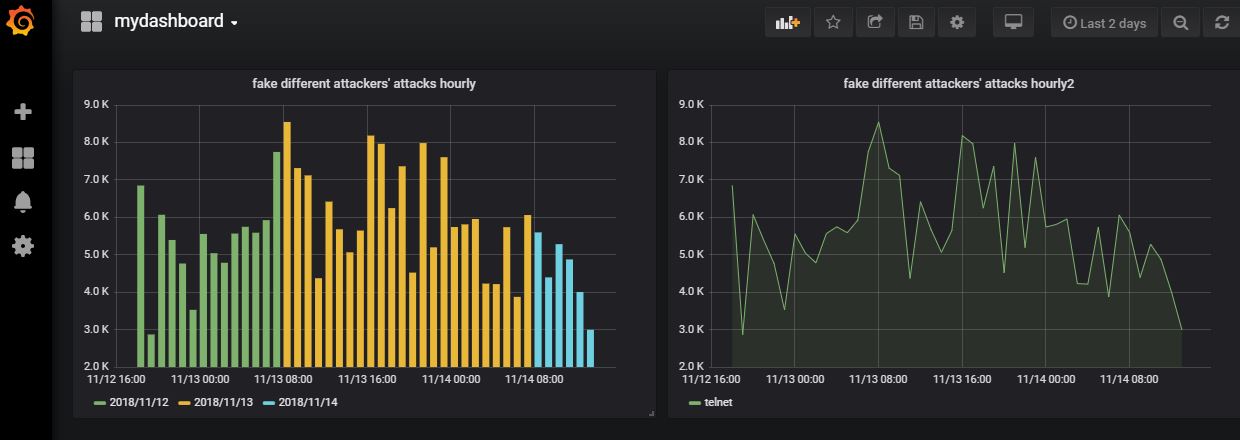 mydashboard
Last 2 days
fake different attackers' attacks hourly
9.0 K
8.0 K
7.0 K
6.0 K
5.0 K
4.0 K
3.0 K
2.0 K
11/12 16:00 11/13 00:00 11/13 08:00 11/13 16:00 11/14 00:00 11/14 08:00
2018/11/12 2018/11/13 2018/11/14
fake different attackers' attacks hourly2
9.0 K
8.0 K
7.0 K
6.0 K
5.0 K
4.0 K
3.0 K
2.0 K
11/12 16:00 11/13 00:00 11/13 08:00 11/13 16:00 11/14 00:00 11/14 08:00
telnet